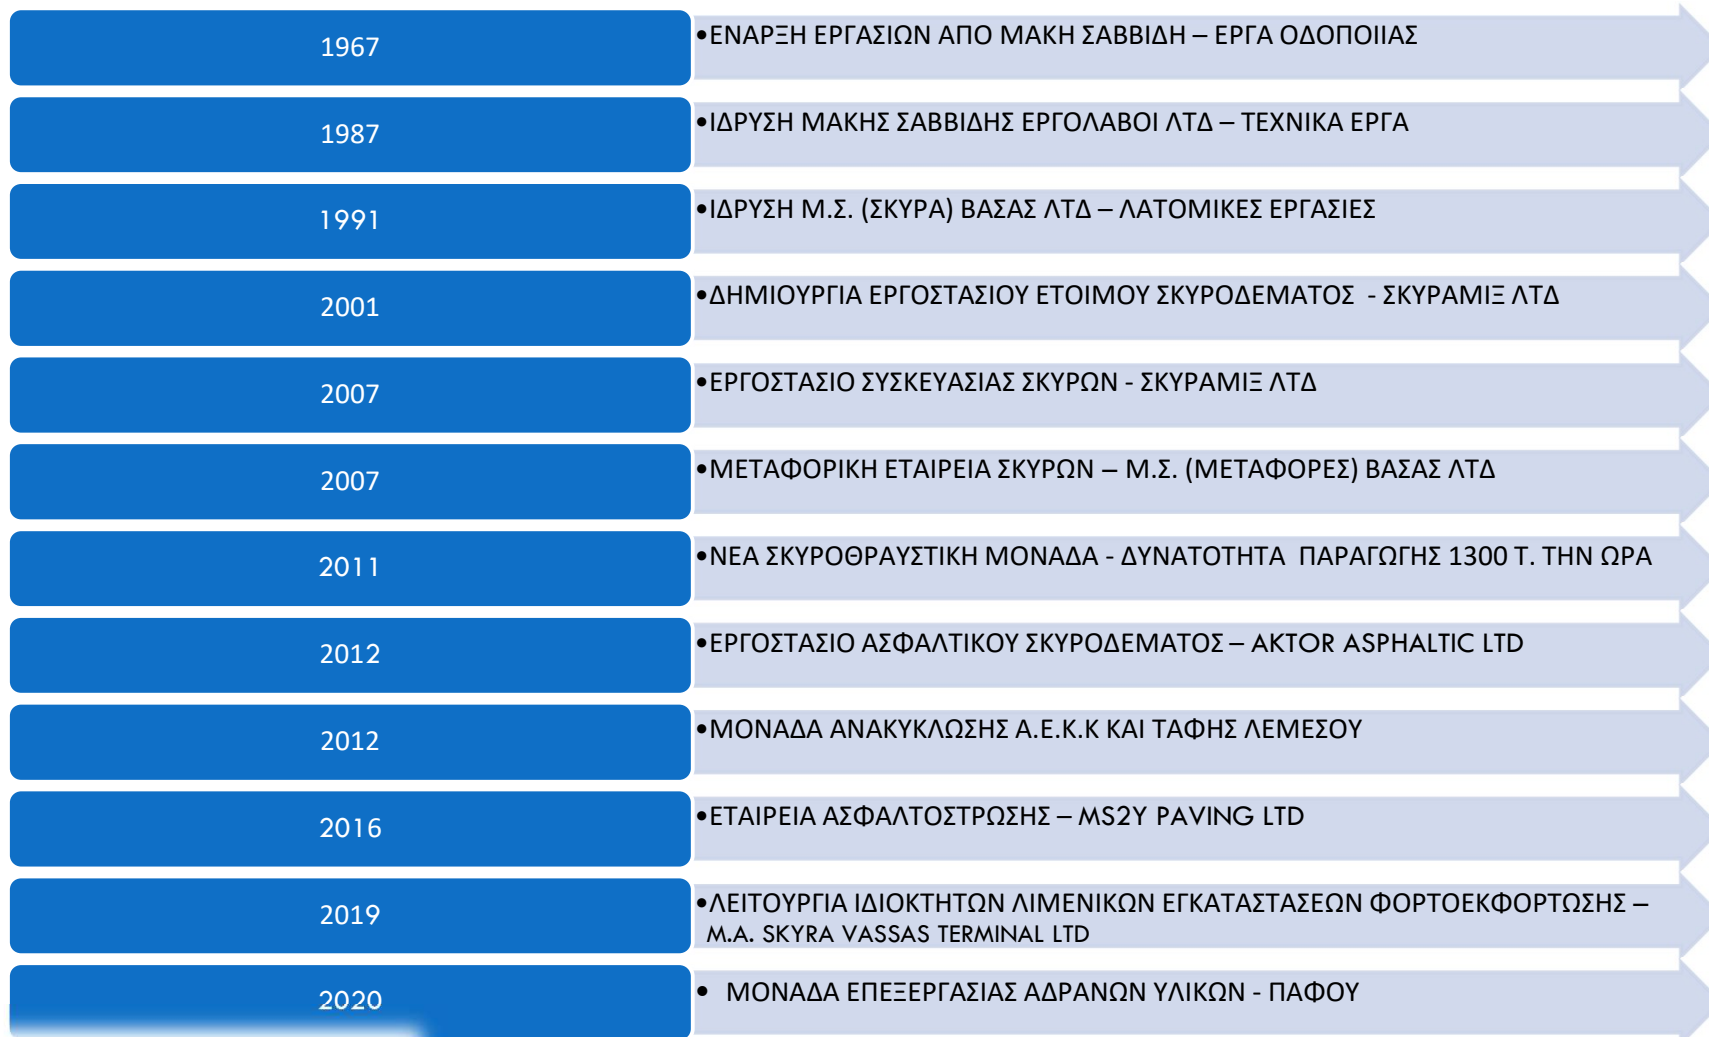 1967
•ΕΝΑΡΞΗ ΕΡΓΑΣΙΩΝ ΑΠΟ ΜΑΚΗ ΣΑΒΒΙΔΗ – ΕΡΓΑ ΟΔΟΠΟΙΙΑΣ
1987
•ΙΔΡΥΣΗ ΜΑΚΗΣ ΣΑΒΒΙΔΗΣ ΕΡΓΟΛΑΒΟΙ ΛΤΔ – ΤΕΧΝΙΚΑ ΕΡΓΑ
1991
•ΙΔΡΥΣΗ Μ.Σ. (ΣΚΥΡΑ) ΒΑΣΑΣ ΛΤΔ – ΛΑΤΟΜΙΚΕΣ ΕΡΓΑΣΙΕΣ
2001
•ΔΗΜΙΟΥΡΓΙΑ ΕΡΓΟΣΤΑΣΙΟΥ ΕΤΟΙΜΟΥ ΣΚΥΡΟΔΕΜΑΤΟΣ - ΣΚΥΡΑΜΙΞ ΛΤΔ
2007
•ΕΡΓΟΣΤΑΣΙΟ ΣΥΣΚΕΥΑΣΙΑΣ ΣΚΥΡΩΝ - ΣΚΥΡΑΜΙΞ ΛΤΔ
2007
•ΜΕΤΑΦΟΡΙΚΗ ΕΤΑΙΡΕΙΑ ΣΚΥΡΩΝ – Μ.Σ. (ΜΕΤΑΦΟΡΕΣ) ΒΑΣΑΣ ΛΤΔ
2011
•ΝΕΑ ΣΚΥΡΟΘΡΑΥΣΤΙΚΗ ΜΟΝΑΔΑ - ΔΥΝΑΤΟΤΗΤΑ ΠΑΡΑΓΩΓΗΣ 1300 Τ. ΤΗΝ ΩΡΑ
2012
•ΕΡΓΟΣΤΑΣΙΟ ΑΣΦΑΛΤΙΚΟΥ ΣΚΥΡΟΔΕΜΑΤΟΣ – AKTOR ASPHALTIC LTD
2012
•ΜΟΝΑΔΑ ΑΝΑΚΥΚΛΩΣΗΣ Α.Ε.Κ.Κ ΚΑΙ ΤΑΦΗΣ ΛΕΜΕΣΟΥ
2016
•ΕΤΑΙΡΕΙΑ ΑΣΦΑΛΤΟΣΤΡΩΣΗΣ – MS2Y PAVING LTD
2019
•ΛΕΙΤΟΥΡΓΙΑ ΙΔΙΟΚΤΗΤΩΝ ΛΙΜΕΝΙΚΩΝ ΕΓΚΑΤΑΣΤΑΣΕΩΝ ΦΟΡΤΟΕΚΦΟΡΤΩΣΗΣ –
M.A. SKYRA VASSAS TERMINAL LTD
2020
• ΜΟΝΑΔΑ ΕΠΕΞΕΡΓΑΣΙΑΣ ΑΔΡΑΝΩΝ ΥΛΙΚΩΝ - ΠΑΦΟΥ